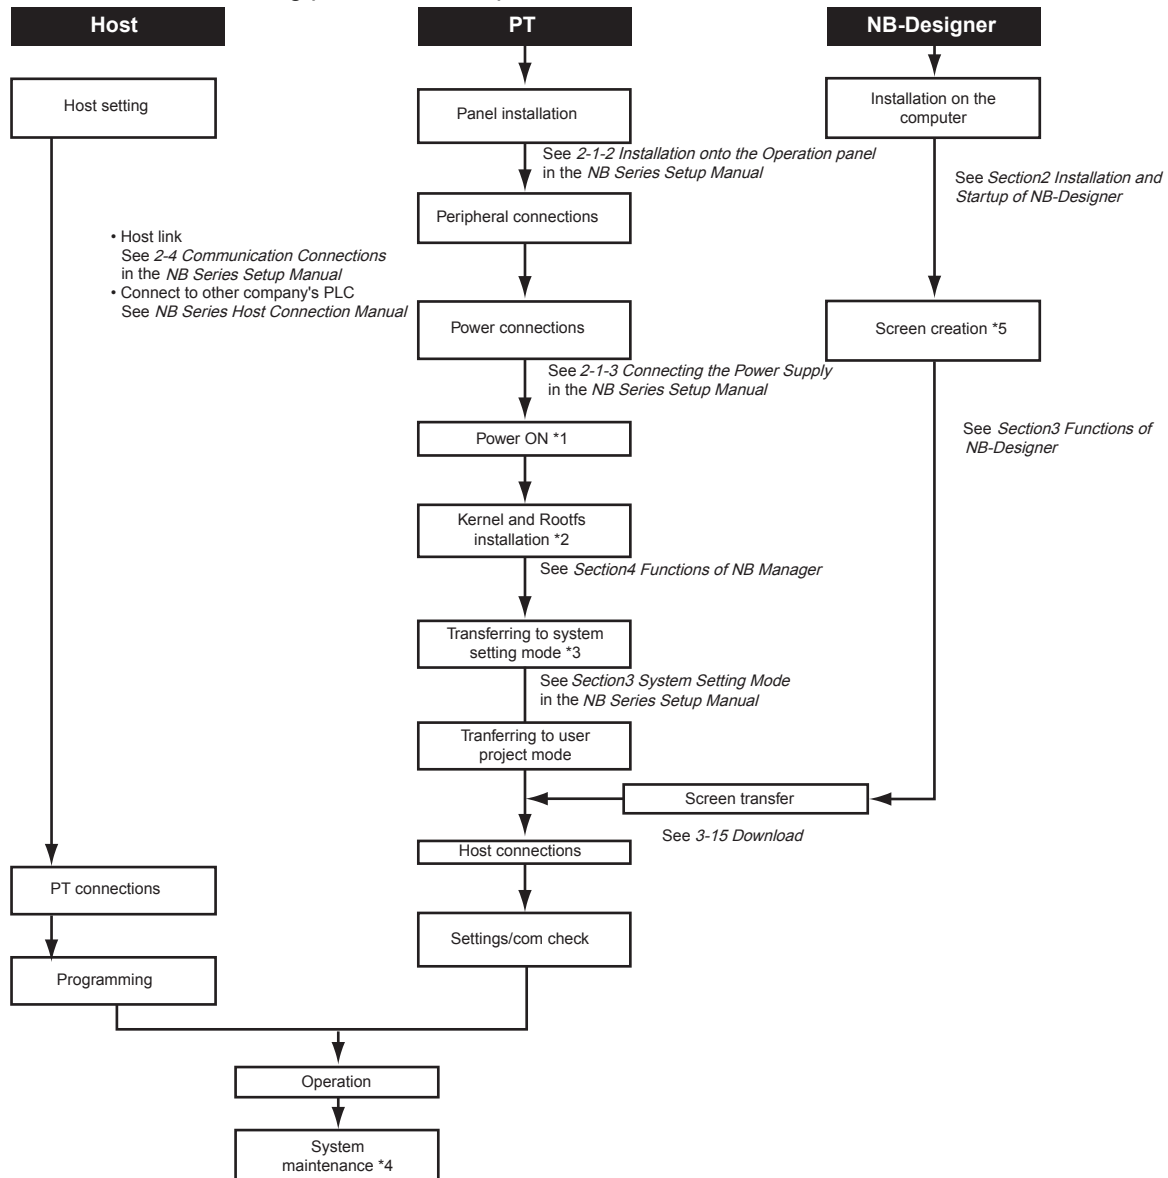 Host
PT
NB-Designer
Host setting
Panel installation
Installation on the
computer
See 2-1-2 Installation onto the Operation panel
in the NB Series Setup Manual
See Section2 Installation and
Startup of NB-Designer
Peripheral connections
• Host link
See 2-4 Communication Connections
in the NB Series Setup Manual
• Connect to other company's PLC
See NB Series Host Connection Manual
Power connections
Screen creation *5
See 2-1-3 Connecting the Power Supply
in the NB Series Setup Manual
Power ON *1
See Section3 Functions of
NB-Designer
Kernel and Rootfs
installation *2
See Section4 Functions of NB Manager
Transferring to system
setting mode *3
See Section3 System Setting Mode
in the NB Series Setup Manual
Tranferring to user
project mode
Screen transfer
See 3-15 Download
Host connections
PT connections
Settings/com check
Programming
Operation
System
maintenance *4